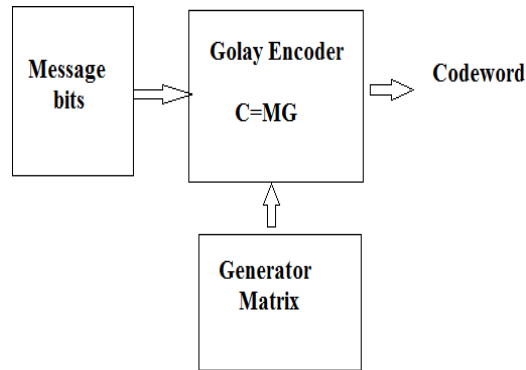 Message
bits
Golay Encoder
C=MG
Codeword
Generator
Matrix